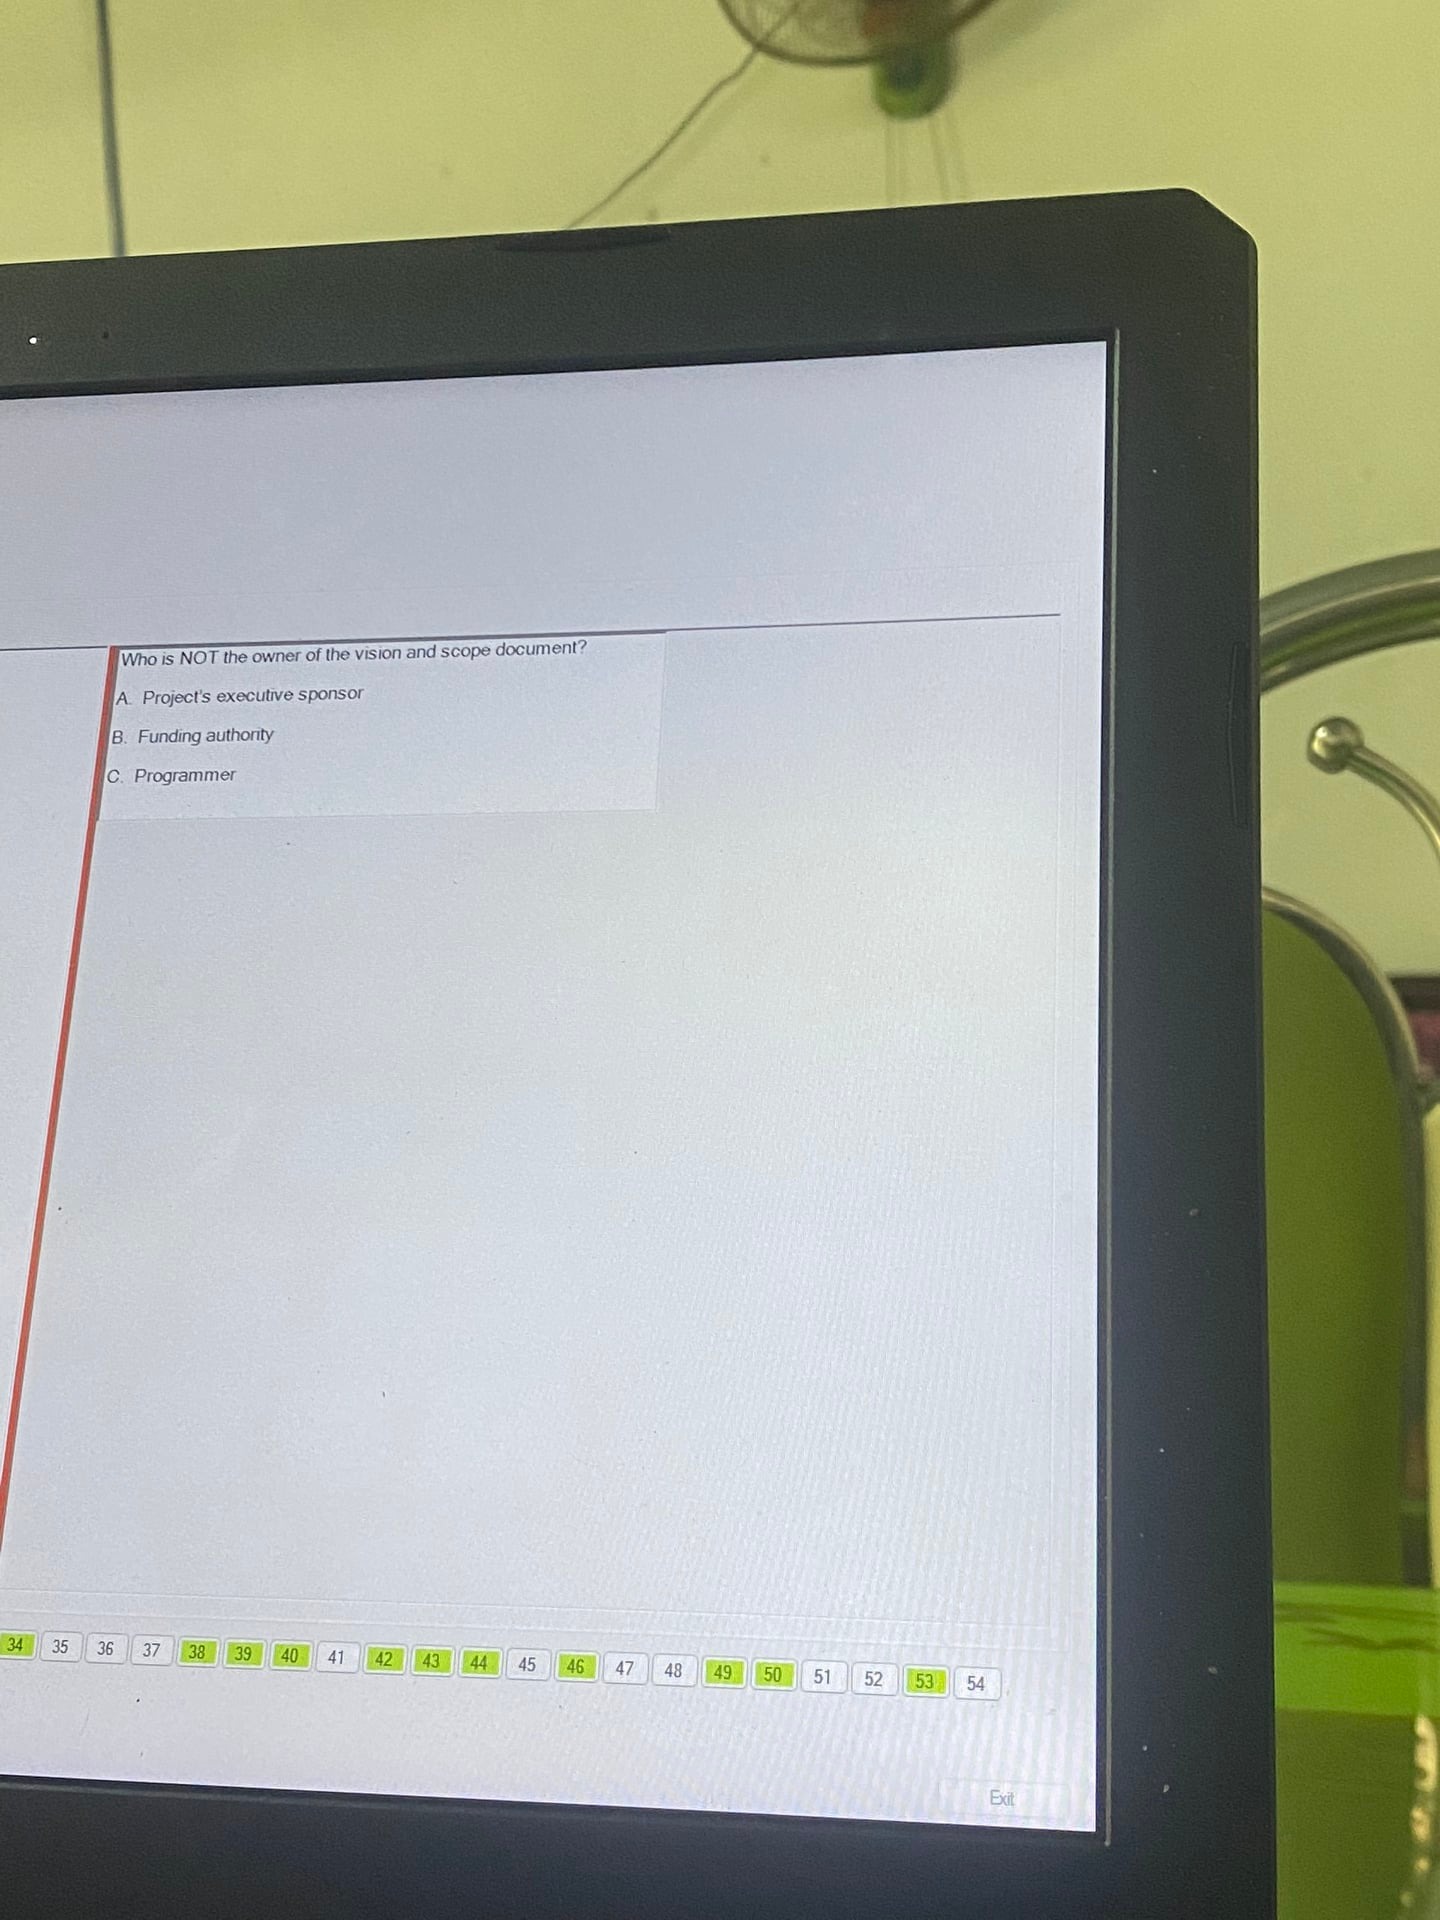 Who is NOT the owner of the vision and scope document?
A. Project's executive sponsor
B. Funding authority
C. Programmer
34 35 36 37 38 39 40 41 42 43 44 45 46 47 48 49 50 51 52 53 54
Exit